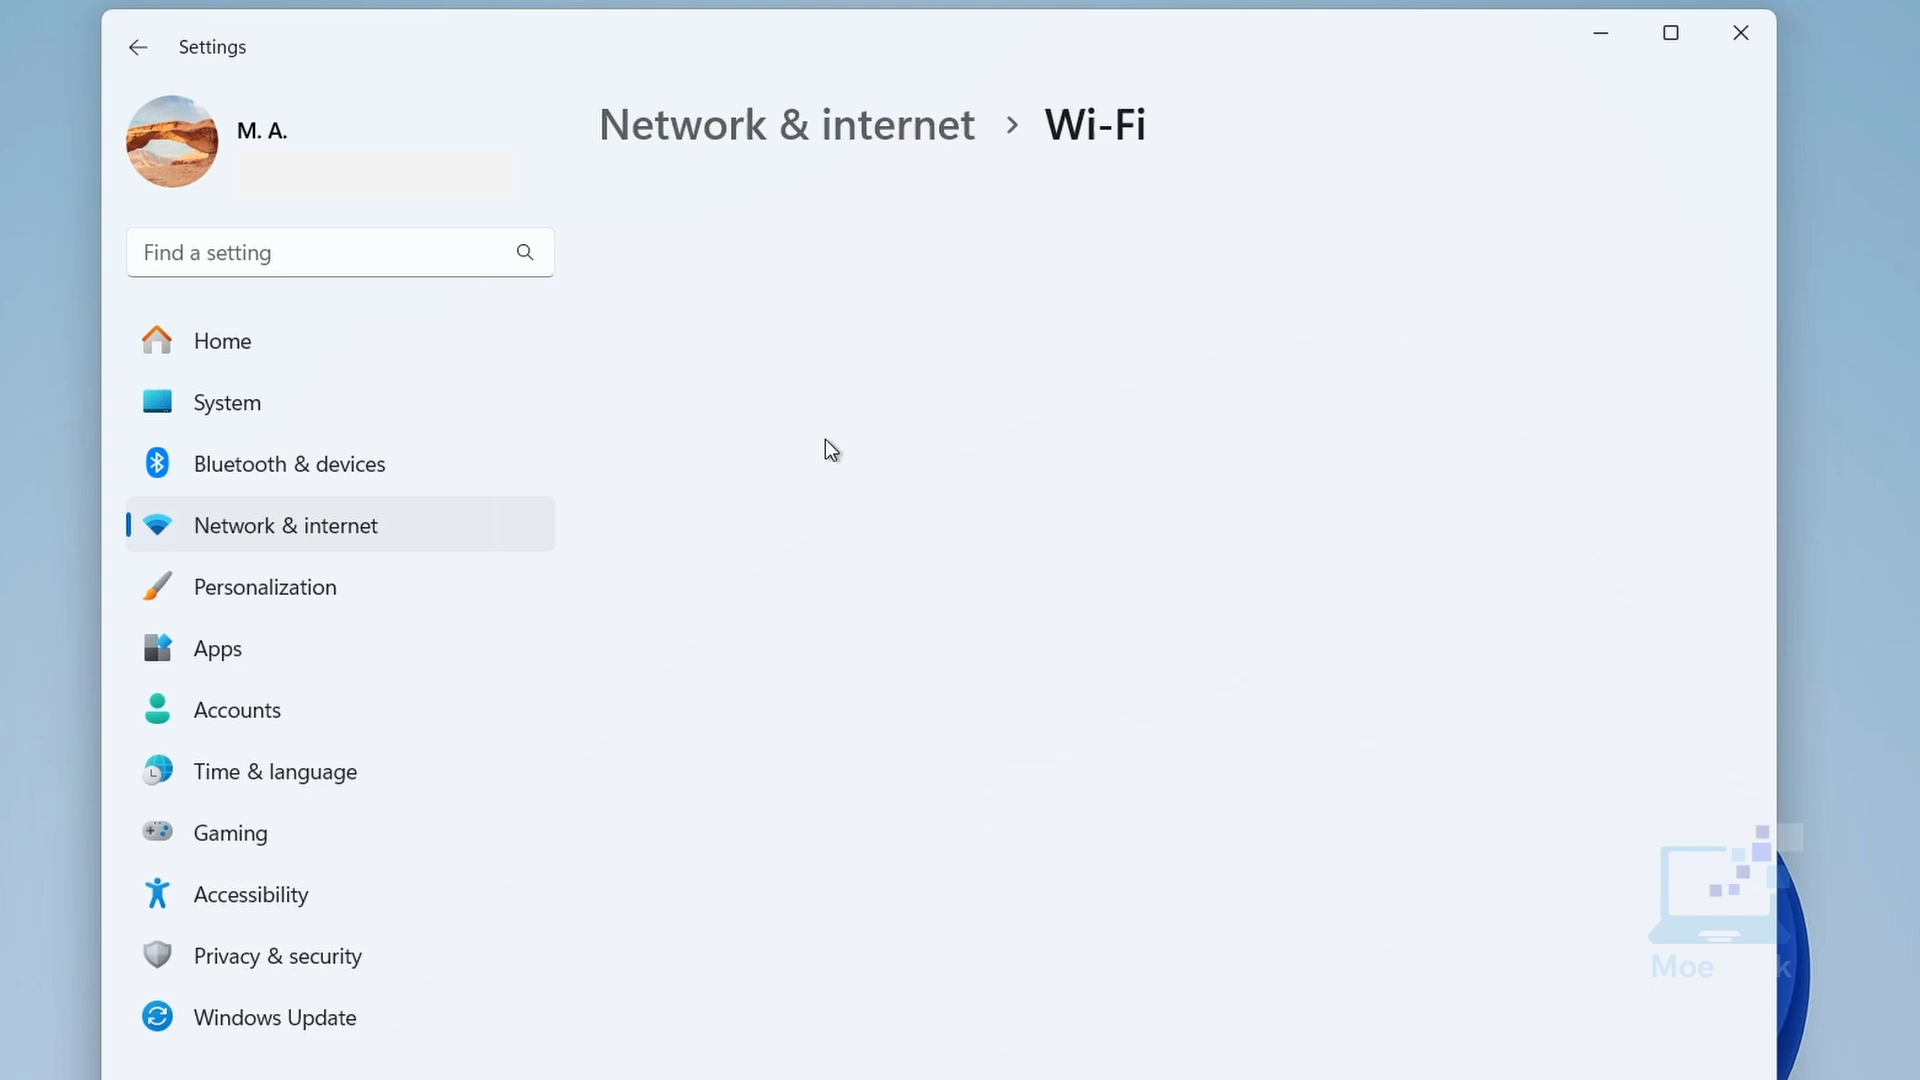 Settings
M. A.
Network & internet > Wi-Fi
Find a setting
Home
System
Bluetooth & devices
Network & internet
Personalization
Apps
Accounts
Time & language
Gaming
Accessibility
Privacy & security
Windows Update
Moe